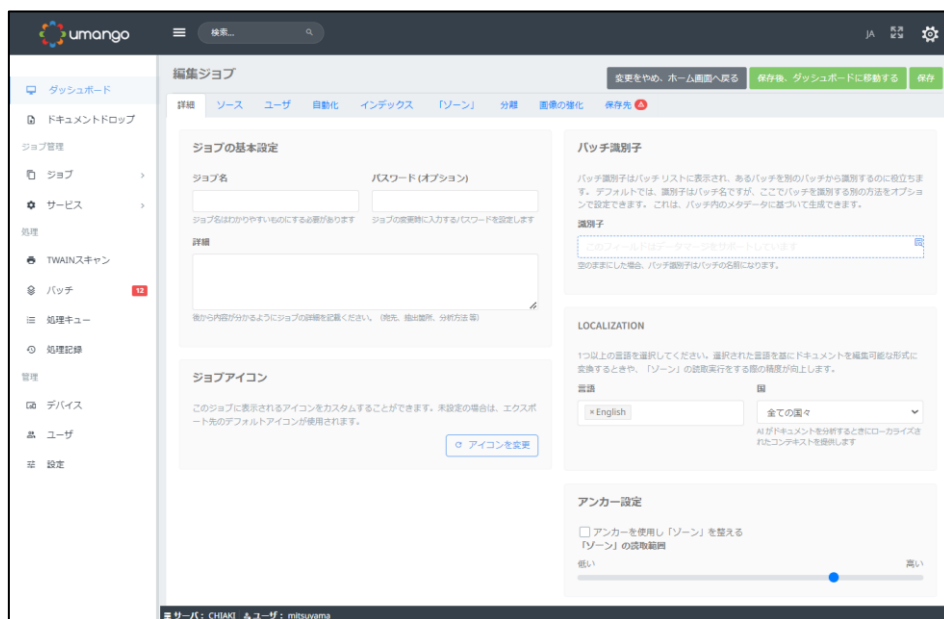 umango
検索...
JA
ダッシュボード
ドキュメントドロップ
ジョブ管理
ジョブ
サービス
処理
TWAINスキャン
バッチ
12
処理キュー
処理記録
管理
デバイス
ユーザ
設定
編集ジョブ
変更をやめ、ホーム画面へ戻る
保存後、ダッシュボードに移動する
保存
詳細 ソース ユーザ 自動化 インデックス 「ゾーン」 分離 画像の強化 保存先
ジョブの基本設定
ジョブ名
パスワード (オプション)
ジョブ名はわかりやすいものにする必要があります
ジョブの変更時に入力するパスワードを設定します
詳細
後から内容が分かるようにジョブの詳細を記載ください。（宛先、抽出箇所、分析方法 等）
ジョブアイコン
このジョブに表示されるアイコンをカスタムすることができます。未設定の場合は、エクスポ
ート先のデフォルトアイコンが使用されます。
アイコンを変更
バッチ識別子
バッチ識別子はバッチ リストに表示され、あるバッチを別のバッチから識別するのに役立ちま
す。 デフォルトでは、識別子はバッチ名ですが、ここでバッチを識別する別の方法をオプショ
ンで設定できます。 これは、バッチ内のメタデータに基づいて生成できます。
識別子
このフィールドはデータマージをサポートしています
空のままにした場合、バッチ識別子はバッチの名前になります。
LOCALIZATION
1つ以上の言語を選択してください。選択された言語を基にドキュメントを編集可能な形式に
変換するときや、「ゾーン」の読取実行をする際の精度が向上します。
言語
国
×English
全ての国々
AI がドキュメントを分析するときにローカライズさ
れたコンテキストを提供します
アンカー設定
アンカーを使用し「ゾーン」を整える
「ゾーン」の読取範囲
低い
高い
サーバ： CHIAKI ユーザ： mitsuyama